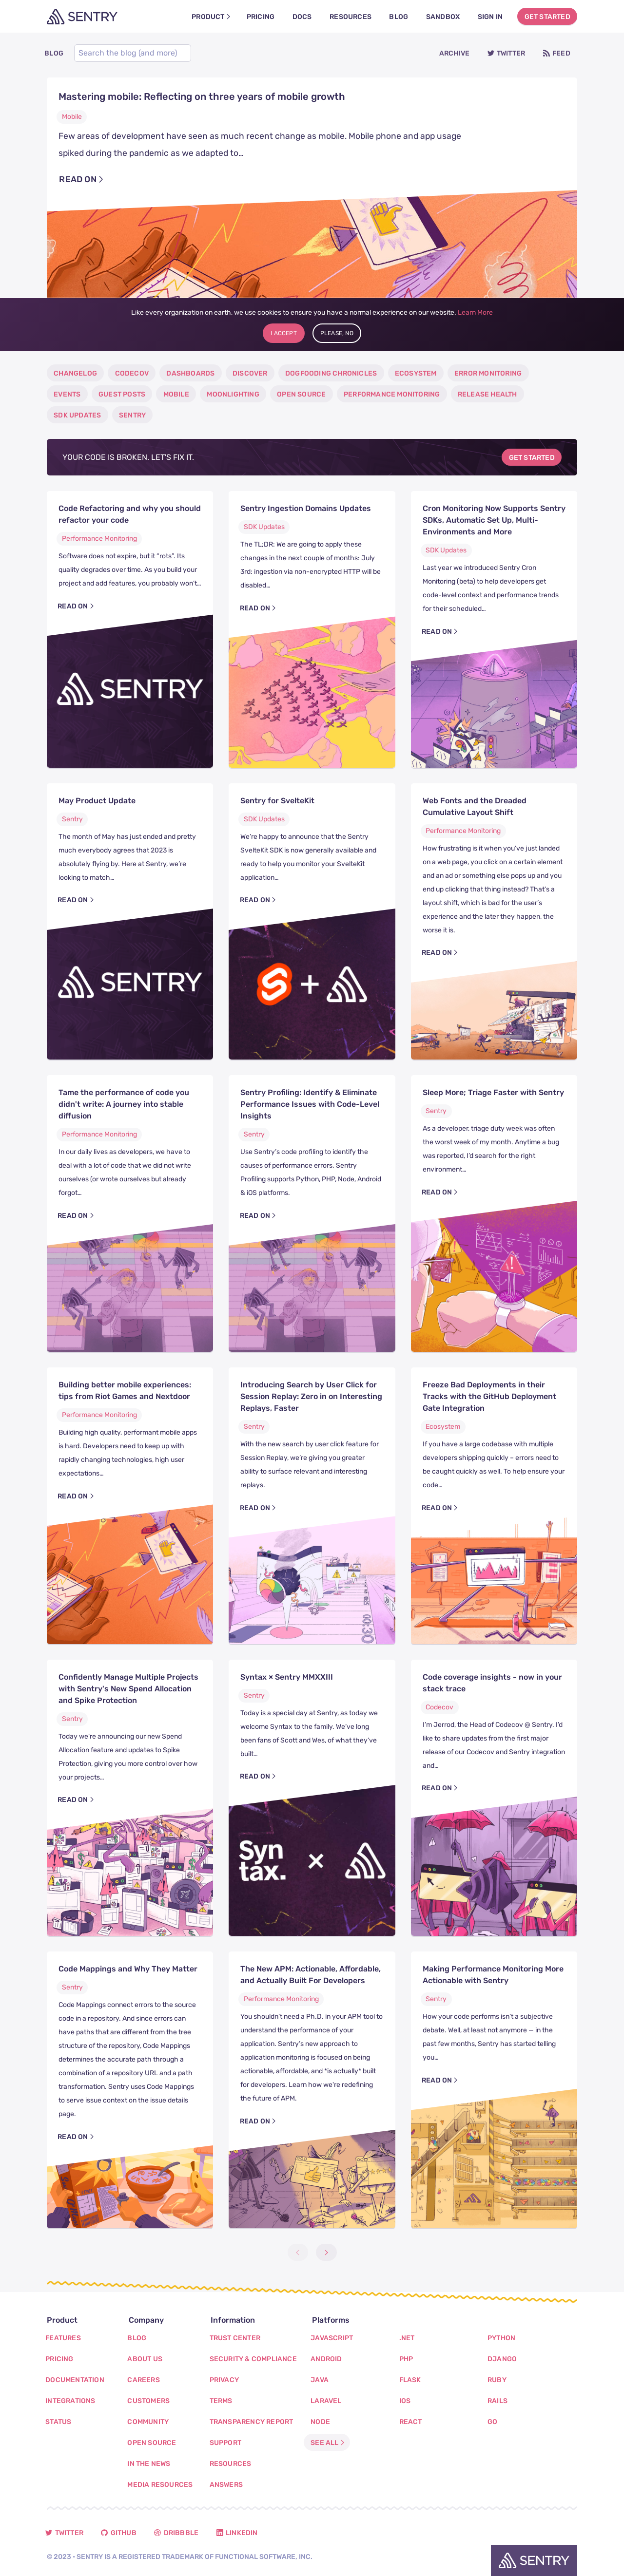 SENTRY
PRODUCT
PRICING
DOCS
RESOURCES
BLOG
SANDBOX
SIGN IN
GET STARTED
BLOG
Search the blog (and more)
ARCHIVE
TWITTER
FEED
Mastering mobile: Reflecting on three years of mobile growth
Mobile
Few areas of development have seen as much recent change as mobile. Mobile phone and app usage
spiked during the pandemic as we adapted to…
READ ON
Like every organization on earth, we use cookies to ensure you have a normal experience on our website. Learn More
I ACCEPT
PLEASE, NO
CHANGELOG
CODECOV
DASHBOARDS
DISCOVER
DOGFOODING CHRONICLES
ECOSYSTEM
ERROR MONITORING
EVENTS
GUEST POSTS
MOBILE
MOONLIGHTING
OPEN SOURCE
PERFORMANCE MONITORING
RELEASE HEALTH
SDK UPDATES
SENTRY
YOUR CODE IS BROKEN. LET'S FIX IT.
GET STARTED
Code Refactoring and why you should
refactor your code
Performance Monitoring
Software does not expire, but it "rots". Its
quality degrades over time. As you build your
project and add features, you probably won't…
READ ON
SENTRY
Sentry Ingestion Domains Updates
SDK Updates
The TL;DR: We are going to apply these
changes in the next couple of months: July
3rd: ingestion via non-encrypted HTTP will be
disabled…
READ ON
Cron Monitoring Now Supports Sentry
SDKs, Automatic Set Up, Multi-
Environments and More
SDK Updates
Last year we introduced Sentry Cron
Monitoring (beta) to help developers get
code-level context and performance trends
for their scheduled…
READ ON
May Product Update
Sentry
The month of May has just ended and pretty
much everybody agrees that 2023 is
absolutely flying by. Here at Sentry, we're
looking to match…
READ ON
SENTRY
Sentry for SvelteKit
SDK Updates
We're happy to announce that the Sentry
SvelteKit SDK is now generally available and
ready to help you monitor your SvelteKit
application…
READ ON
+
Web Fonts and the Dreaded
Cumulative Layout Shift
Performance Monitoring
How frustrating is it when you've just landed
on a web page, you click on a certain element
and an ad or something else pops up and you
end up clicking that thing instead? That's a
layout shift, which is bad for the user's
experience and the later they happen, the
worse it is.
READ ON
Tame the performance of code you
didn't write: A journey into stable
diffusion
Performance Monitoring
In our daily lives as developers, we have to
deal with a lot of code that we did not write
ourselves (or wrote ourselves but already
forgot…
READ ON
Sentry Profiling: Identify & Eliminate
Performance Issues with Code-Level
Insights
Sentry
Use Sentry's code profiling to identify the
causes of performance errors. Sentry
Profiling supports Python, PHP, Node, Android
& iOS platforms.
READ ON
Sleep More; Triage Faster with Sentry
Sentry
As a developer, triage duty week was often
the worst week of my month. Anytime a bug
was reported, I'd search for the right
environment…
READ ON
Building better mobile experiences:
tips from Riot Games and Nextdoor
Performance Monitoring
Building high quality, performant mobile apps
is hard. Developers need to keep up with
rapidly changing technologies, high user
expectations…
READ ON
Introducing Search by User Click for
Session Replay: Zero in on Interesting
Replays, Faster
Sentry
With the new search by user click feature for
Session Replay, we're giving you greater
ability to surface relevant and interesting
replays.
READ ON
Freeze Bad Deployments in their
Tracks with the GitHub Deployment
Gate Integration
Ecosystem
If you have a large codebase with multiple
developers shipping quickly – errors need to
be caught quickly as well. To help ensure your
code…
READ ON
Confidently Manage Multiple Projects
with Sentry's New Spend Allocation
and Spike Protection
Sentry
Today we're announcing our new Spend
Allocation feature and updates to Spike
Protection, giving you more control over how
your projects…
READ ON
Syntax × Sentry MMXXIII
Sentry
Today is a special day at Sentry, as today we
welcome Syntax to the family. We've long
been fans of Scott and Wes, of what they've
built…
READ ON
Syn
tax. ×
Code coverage insights - now in your
stack trace
Codecov
I'm Jerrod, the Head of Codecov @ Sentry. I'd
like to share updates from the first major
release of our Codecov and Sentry integration
and…
READ ON
Code Mappings and Why They Matter
Sentry
Code Mappings connect errors to the source
code in a repository. And since errors can
have paths that are different from the tree
structure of the repository, Code Mappings
determines the accurate path through a
combination of a repository URL and a path
transformation. Sentry uses Code Mappings
to serve issue context on the issue details
page.
READ ON
The New APM: Actionable, Affordable,
and Actually Built For Developers
Performance Monitoring
You shouldn't need a Ph.D. in your APM tool to
understand the performance of your
application. Sentry's new approach to
application monitoring is focused on being
actionable, affordable, and *is actually* built
for developers. Learn how we're redefining
the future of APM.
READ ON
Making Performance Monitoring More
Actionable with Sentry
Sentry
How your code performs isn't a subjective
debate. Well, at least not anymore — in the
past few months, Sentry has started telling
you…
READ ON
Product
FEATURES
PRICING
DOCUMENTATION
INTEGRATIONS
STATUS
Company
BLOG
ABOUT US
CAREERS
CUSTOMERS
COMMUNITY
OPEN SOURCE
IN THE NEWS
MEDIA RESOURCES
Information
TRUST CENTER
SECURITY & COMPLIANCE
PRIVACY
TERMS
TRANSPARENCY REPORT
SUPPORT
RESOURCES
ANSWERS
Platforms
JAVASCRIPT
ANDROID
JAVA
LARAVEL
NODE
SEE ALL
.NET
PHP
FLASK
IOS
REACT
PYTHON
DJANGO
RUBY
RAILS
GO
TWITTER
GITHUB
DRIBBBLE
LINKEDIN
© 2023 • SENTRY IS A REGISTERED TRADEMARK OF FUNCTIONAL SOFTWARE, INC.
SENTRY